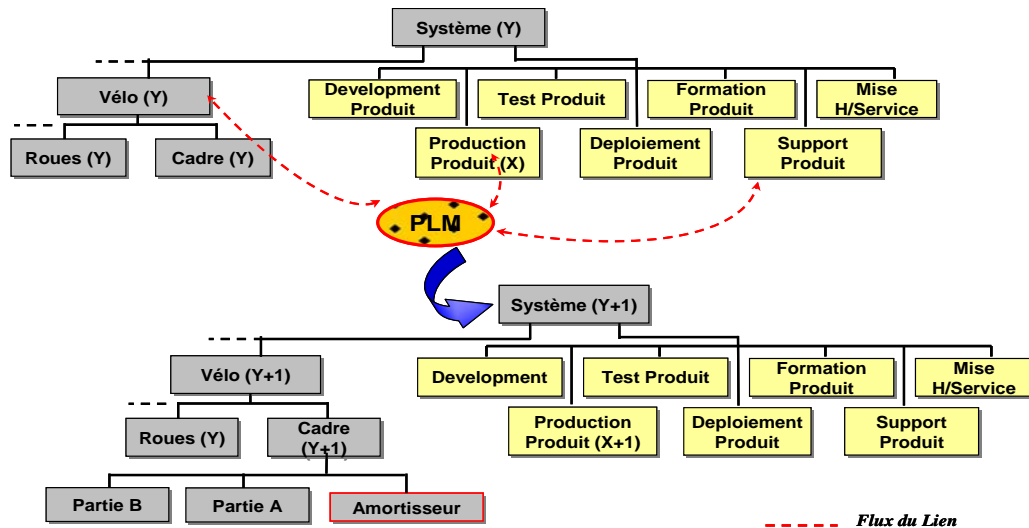 Système (Y)
Vélo (Y)
Development
Produit
Test Produit
Formation
Produit
Mise
H/Service
Roues (Y)
Cadre (Y)
Production
Produit (X)
Deploiement
Produit
Support
Produit
PLM
Système (Y+1)
Vélo (Y+1)
Development
Test Produit
Formation
Produit
Mise
H/Service
Roues (Y)
Cadre
(Y+1)
Production
Produit (X+1)
Deploiement
Produit
Support
Produit
Partie B
Partie A
Amortisseur
Flux du Lien